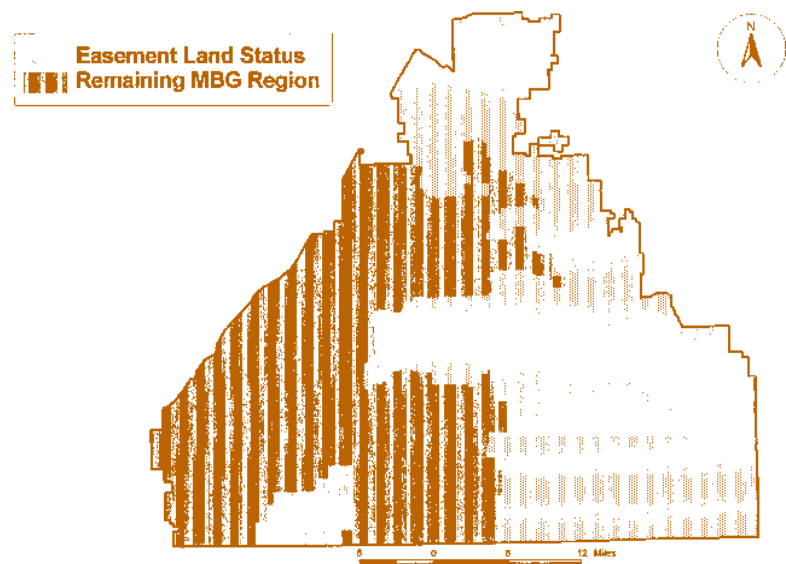 Easement Land Status
Remaining MBG Region
N
6 0 6 12 Miles